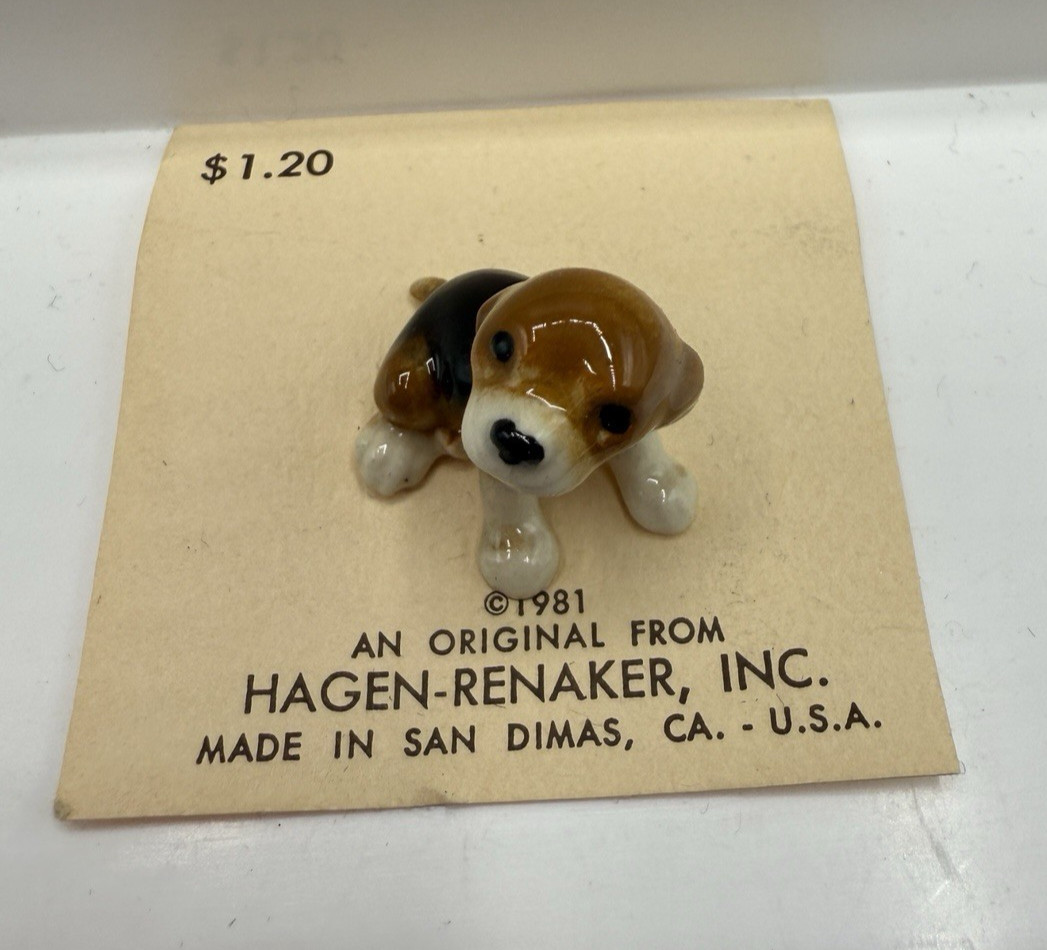 $1.20
©1981
AN ORIGINAL FROM
HAGEN-RENAKER, INC.
MADE IN SAN DIMAS, CA. - U.S.A.